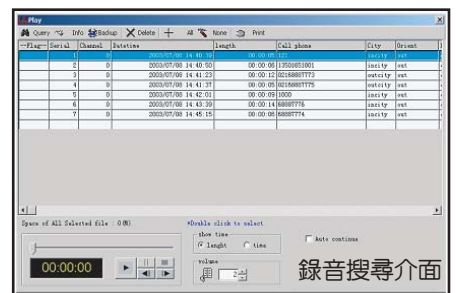 Play
Query Info Backup Delete All None Print
--Flag-- Serial Channel Datetime length Call phone City Orient
1 0 2003/07/08 14:40:39 00:00:05 121 incity out
2 0 2003/07/08 14:40:50 00:00:06 13500851001 incity out
3 0 2003/07/08 14:41:23 00:00:12 02168887773 outcity out
4 0 2003/07/08 14:41:37 00:00:05 02168887775 outcity out
5 0 2003/07/08 14:42:01 00:00:09 1000 incity out
6 0 2003/07/08 14:43:39 00:00:14 68887776 incity out
7 0 2003/07/08 14:45:15 00:00:08 68887774 incity out
Space of All Selected file : 0(M) *Double click to select
show time
lenght time
Auto continue
00:00:00
volume
2
錄音搜尋介面